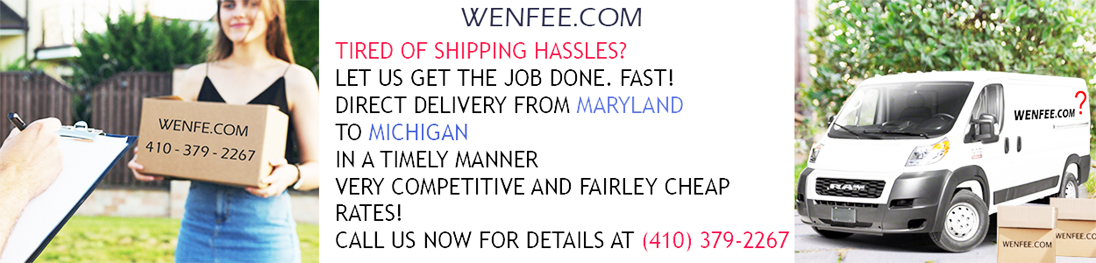 WENFEE.COM
TIRED OF SHIPPING HASSLES?
LET US GET THE JOB DONE. FAST!
DIRECT DELIVERY FROM MARYLAND
TO MICHIGAN
IN A TIMELY MANNER
VERY COMPETITIVE AND FAIRLEY CHEAP
RATES!
CALL US NOW FOR DETAILS AT (410) 379-2267
WENFE.COM
410 - 379 - 2267
WENFEE.COM?
RAM
WENFEE.COM
WENFEE.COM